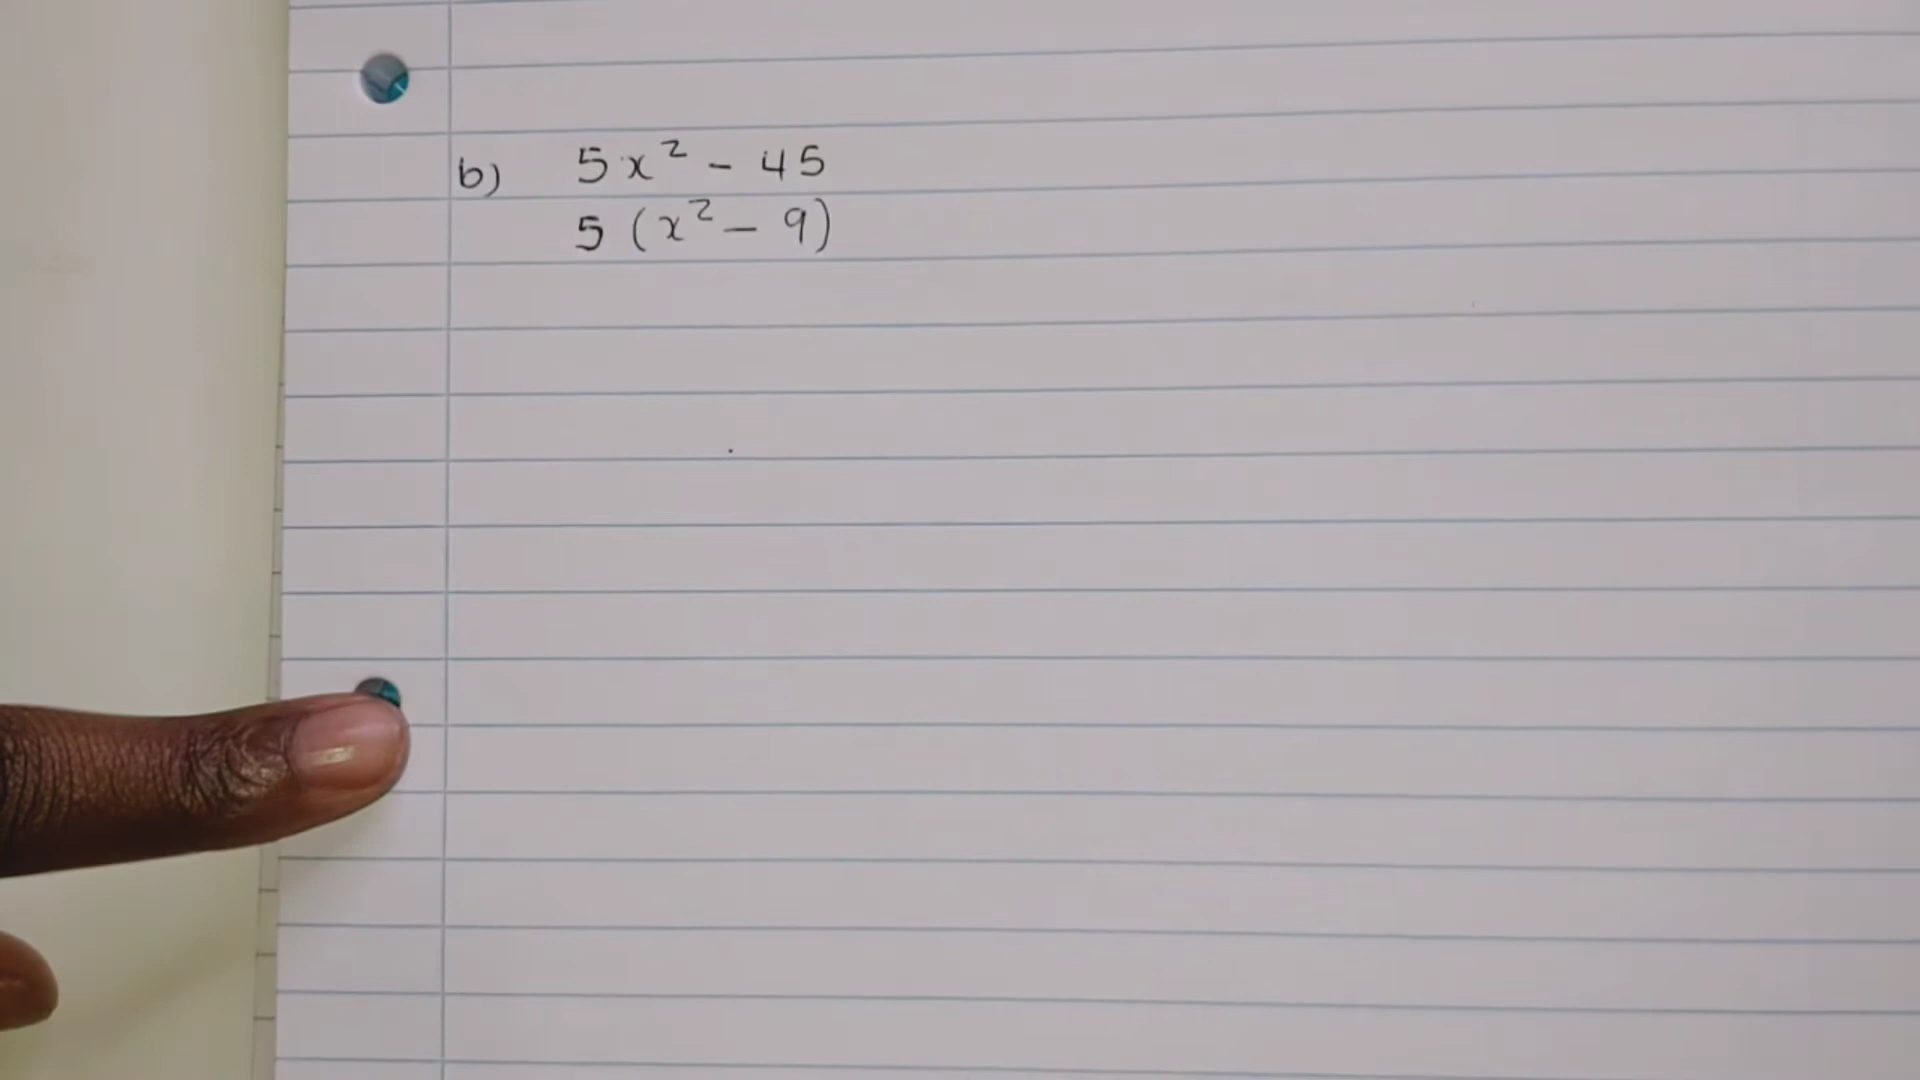 b) 5x² - 45
5 (x² - 9)